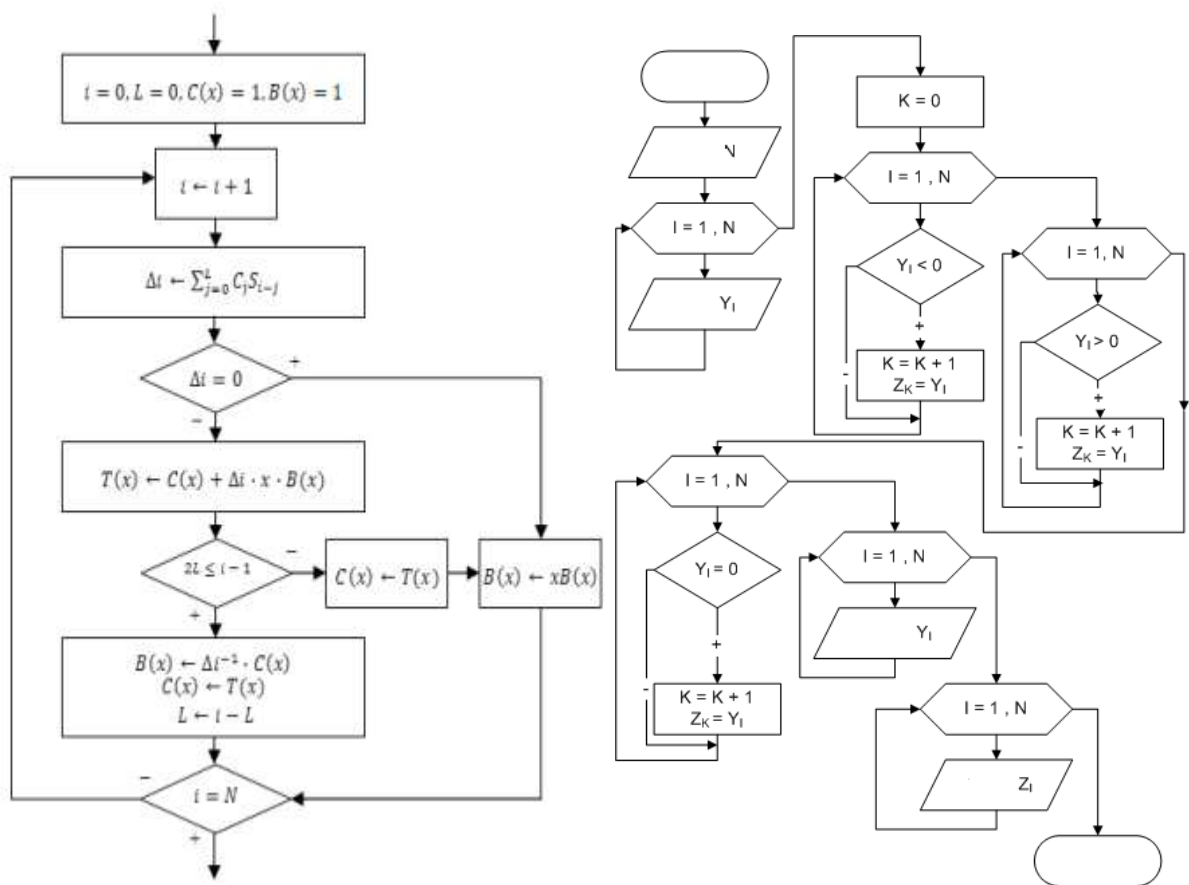 i = 0, L = 0, C(x) = 1, B(x) = 1
i ← i + 1
Δi ← ∑_{j=0}^{L} C_j S_{i-j}
Δi = 0
+
−
T(x) ← C(x) + Δi · x · B(x)
2L ≤ i − 1
−
+
C(x) ← T(x)
B(x) ← xB(x)
B(x) ← Δi⁻¹ · C(x)
C(x) ← T(x)
L ← i − L
i = N
−
+
N
I = 1 , N
Y_I
K = 0
I = 1 , N
Y_I < 0
+
-
K = K + 1
Z_K = Y_I
I = 1, N
Y_I > 0
+
-
K = K + 1
Z_K = Y_I
I = 1 , N
Y_I = 0
+
-
K = K + 1
Z_K = Y_I
I = 1 , N
Y_I
I = 1 , N
Z_I